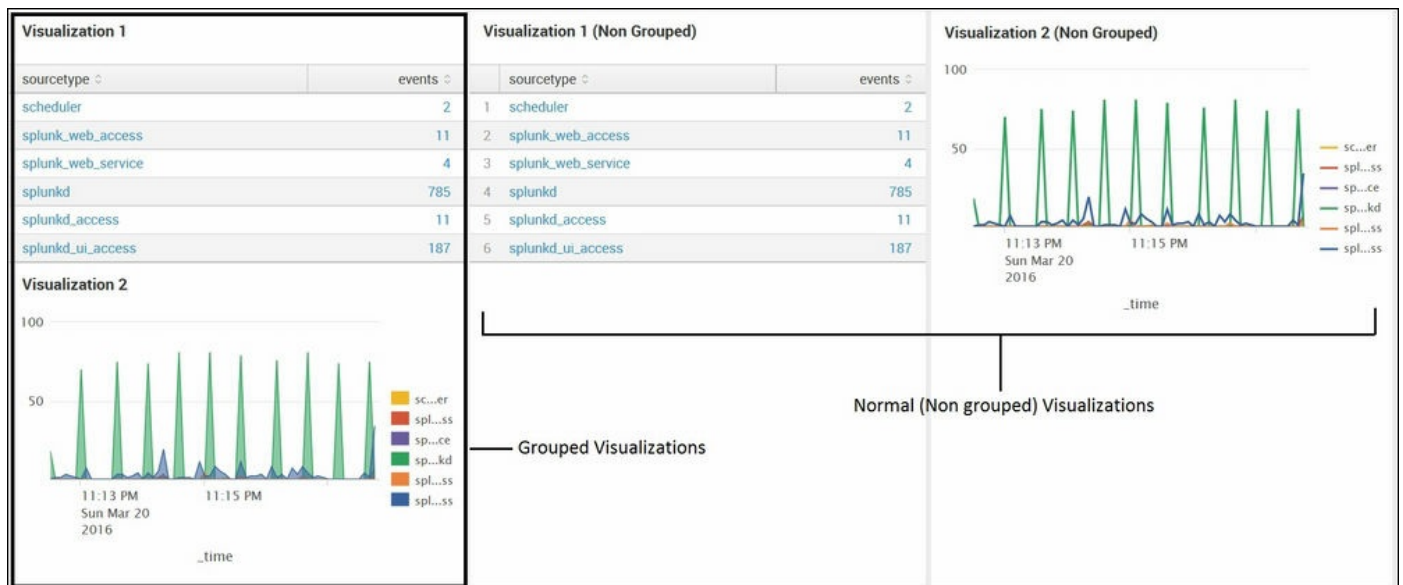 Visualization 1
sourcetype events
scheduler 2
splunk_web_access 11
splunk_web_service 4
splunkd 785
splunkd_access 11
splunkd_ui_access 187
Visualization 2
100
50
11:13 PM 11:15 PM
Sun Mar 20
2016
_time
sc...er
spl...ss
sp...ce
sp...kd
spl...ss
spl...ss
Visualization 1 (Non Grouped)
sourcetype events
1 scheduler 2
2 splunk_web_access 11
3 splunk_web_service 4
4 splunkd 785
5 splunkd_access 11
6 splunkd_ui_access 187
Visualization 2 (Non Grouped)
100
50
11:13 PM 11:15 PM
Sun Mar 20
2016
_time
sc...er
spl...ss
sp...ce
sp...kd
spl...ss
spl...ss
Normal (Non grouped) Visualizations
Grouped Visualizations